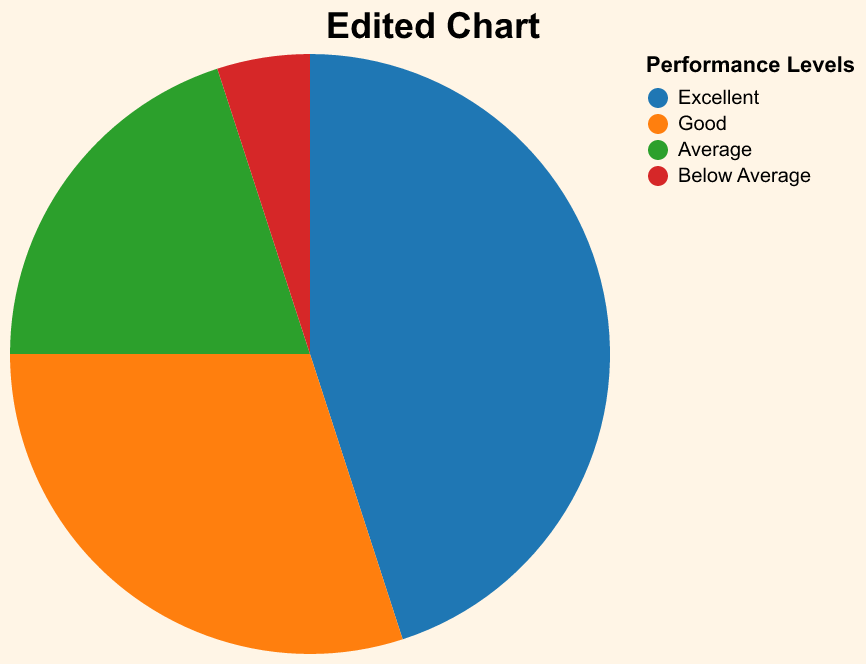 Edited Chart
Performance Levels
Excellent
Good
Average
Below Average